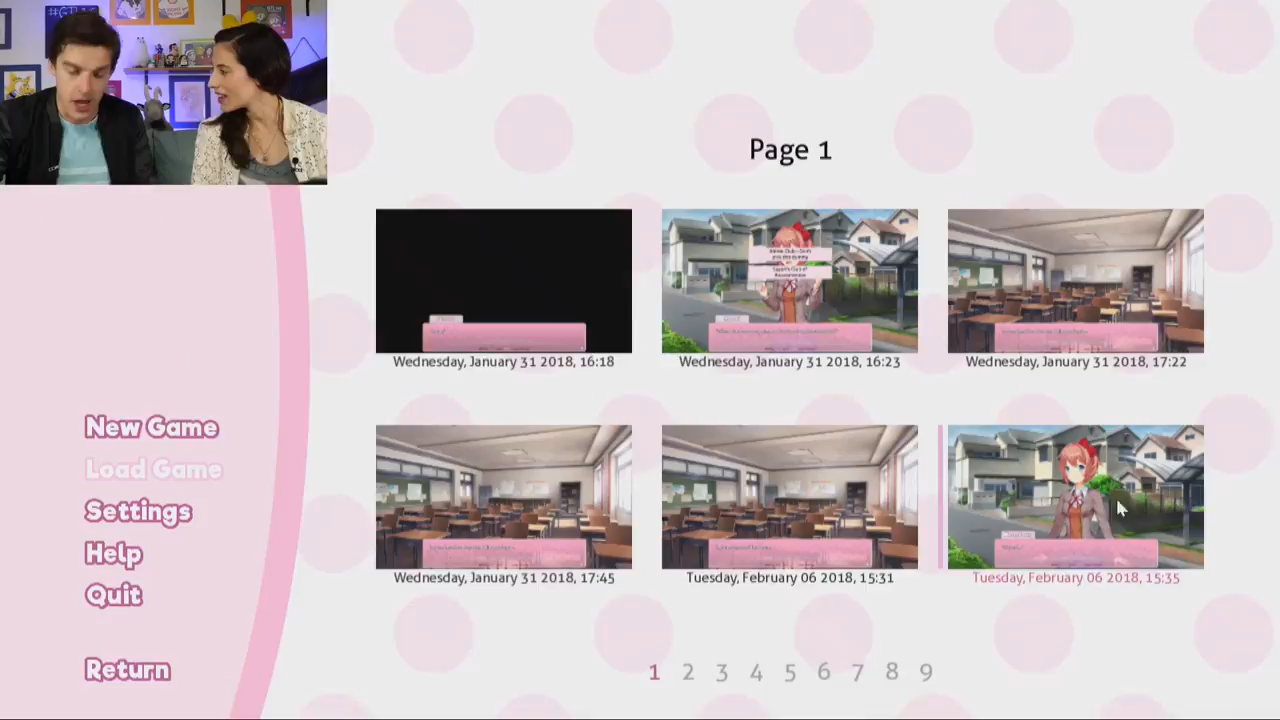 #GTL
Page 1
Wednesday, January 31 2018, 16:18
Wednesday, January 31 2018, 16:23
Wednesday, January 31 2018, 17:22
Wednesday, January 31 2018, 17:45
Tuesday, February 06 2018, 15:31
Tuesday, February 06 2018, 15:35
New Game
Load Game
Settings
Help
Quit
Return
1 2 3 4 5 6 7 8 9